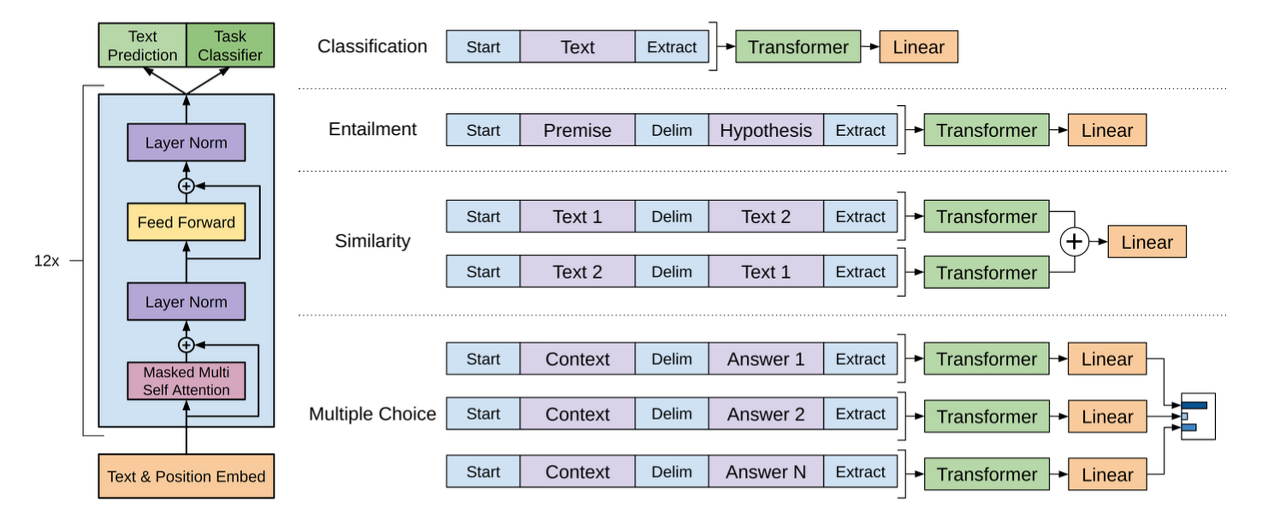 Text
Prediction
Task
Classifier
Layer Norm
Feed Forward
12x
Layer Norm
Masked Multi
Self Attention
Text & Position Embed
Classification
Start Text Extract Transformer Linear
Entailment
Start Premise Delim Hypothesis Extract Transformer Linear
Similarity
Start Text 1 Delim Text 2 Extract Transformer
Linear
Start Text 2 Delim Text 1 Extract Transformer
Multiple Choice
Start Context Delim Answer 1 Extract Transformer Linear
Start Context Delim Answer 2 Extract Transformer Linear
Start Context Delim Answer N Extract Transformer Linear